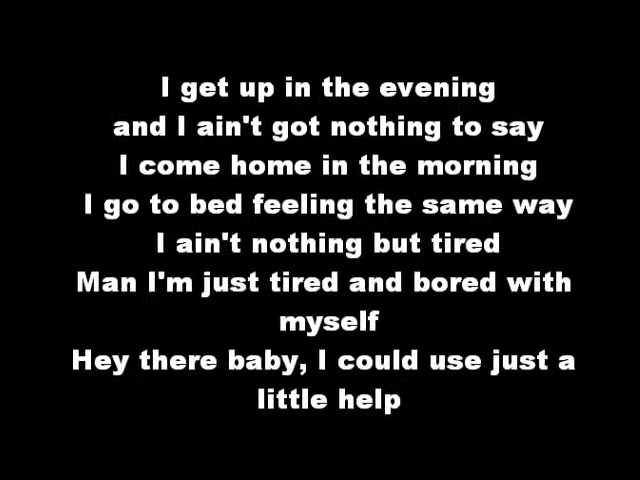 I get up in the evening
and I ain't got nothing to say
I come home in the morning
I go to bed feeling the same way
I ain't nothing but tired
Man I'm just tired and bored with
myself
Hey there baby, I could use just a
little help